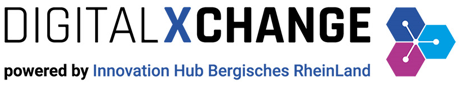 DIGITALXCHANGE
powered by Innovation Hub Bergisches RheinLand